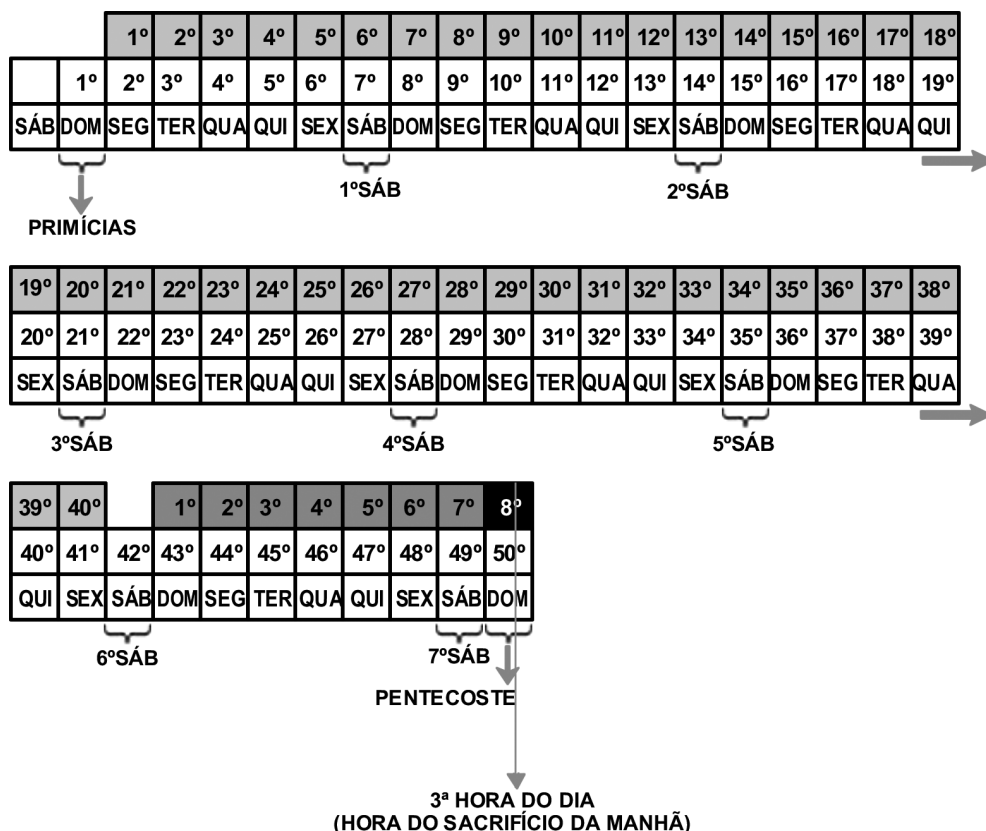 1º 2º 3º 4º 5º 6º 7º 8º 9º 10º 11º 12º 13º 14º 15º 16º 17º 18º
1º 2º 3º 4º 5º 6º 7º 8º 9º 10º 11º 12º 13º 14º 15º 16º 17º 18º 19º
SÁB DOM SEG TER QUA QUI SEX SÁB DOM SEG TER QUA QUI SEX SÁB DOM SEG TER QUA QUI
1ºSÁB 2ºSÁB
PRIMÍCIAS
19º 20º 21º 22º 23º 24º 25º 26º 27º 28º 29º 30º 31º 32º 33º 34º 35º 36º 37º 38º
20º 21º 22º 23º 24º 25º 26º 27º 28º 29º 30º 31º 32º 33º 34º 35º 36º 37º 38º 39º
SEX SÁB DOM SEG TER QUA QUI SEX SÁB DOM SEG TER QUA QUI SEX SÁB DOM SEG TER QUA
3ºSÁB 4ºSÁB 5ºSÁB
39º 40º 1º 2º 3º 4º 5º 6º 7º 8º
40º 41º 42º 43º 44º 45º 46º 47º 48º 49º 50º
QUI SEX SÁB DOM SEG TER QUA QUI SEX SÁB DOM
6ºSÁB 7ºSÁB
PENTECOSTE
3ª HORA DO DIA
(HORA DO SACRIFÍCIO DA MANHÃ)